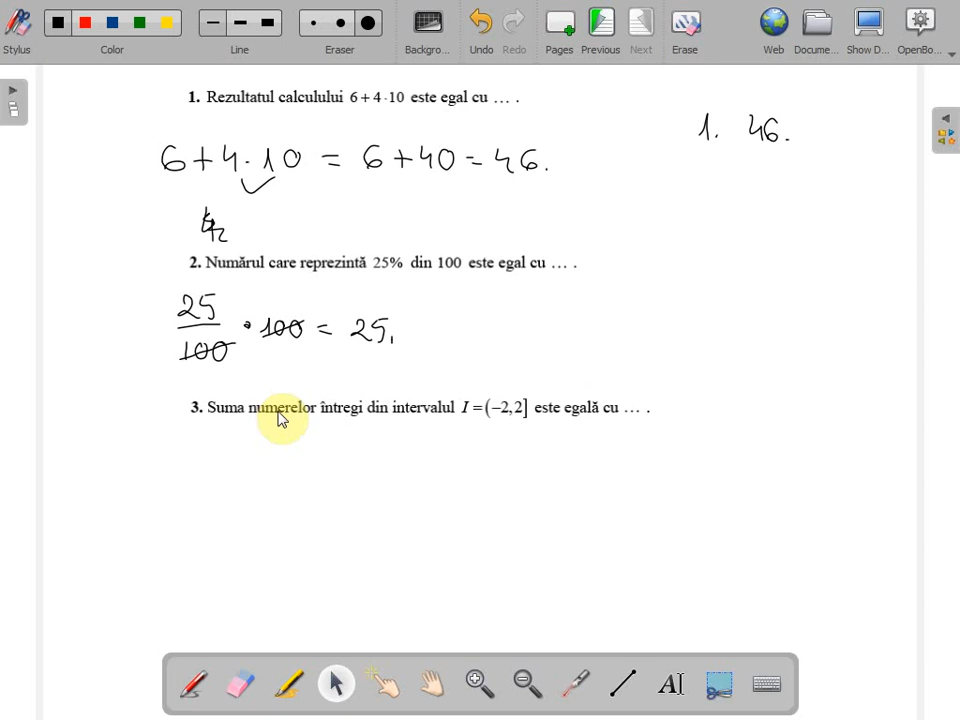 Stylus Color Line Eraser Backgro... Undo Redo Pages Previous Next Erase Web Docume... Show D... OpenBo...
1. Rezultatul calculului 6 + 4 · 10 este egal cu ... .
1. 46.
6 + 4 · 10 = 6 + 40 = 46.
2. Numărul care reprezintă 25% din 100 este egal cu ... .
25/100 · 100 = 25.
3. Suma numerelor întregi din intervalul I = (−2, 2] este egală cu ... .